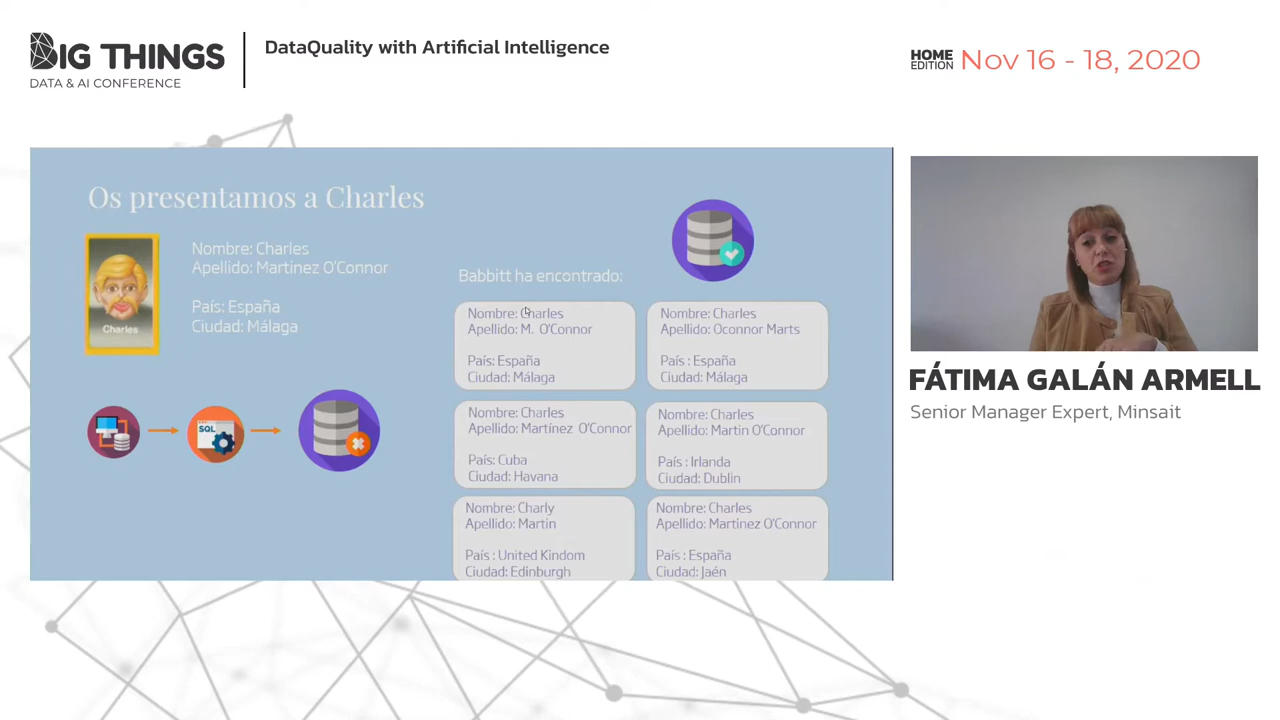 BIG THINGS
DATA & AI CONFERENCE
DataQuality with Artificial Intelligence
HOME
EDITION
Nov 16 - 18, 2020
Os presentamos a Charles
Charles
Nombre: Charles
Apellido: Martinez O'Connor
País: España
Ciudad: Málaga
SQL
Babbitt ha encontrado:
Nombre: Charles
Apellido: M. O'Connor
País: España
Ciudad: Málaga
Nombre: Charles
Apellido: Oconnor Marts
País : España
Ciudad: Málaga
Nombre: Charles
Apellido: Martínez O'Connor
País: Cuba
Ciudad: Havana
Nombre: Charles
Apellido: Martin O'Connor
País : Irlanda
Ciudad: Dublin
Nombre: Charly
Apellido: Martin
País : United Kindom
Ciudad: Edinburgh
Nombre: Charles
Apellido: Martinez O'Connor
País : España
Ciudad: Jaén
FÁTIMA GALÁN ARMELL
Senior Manager Expert, Minsait